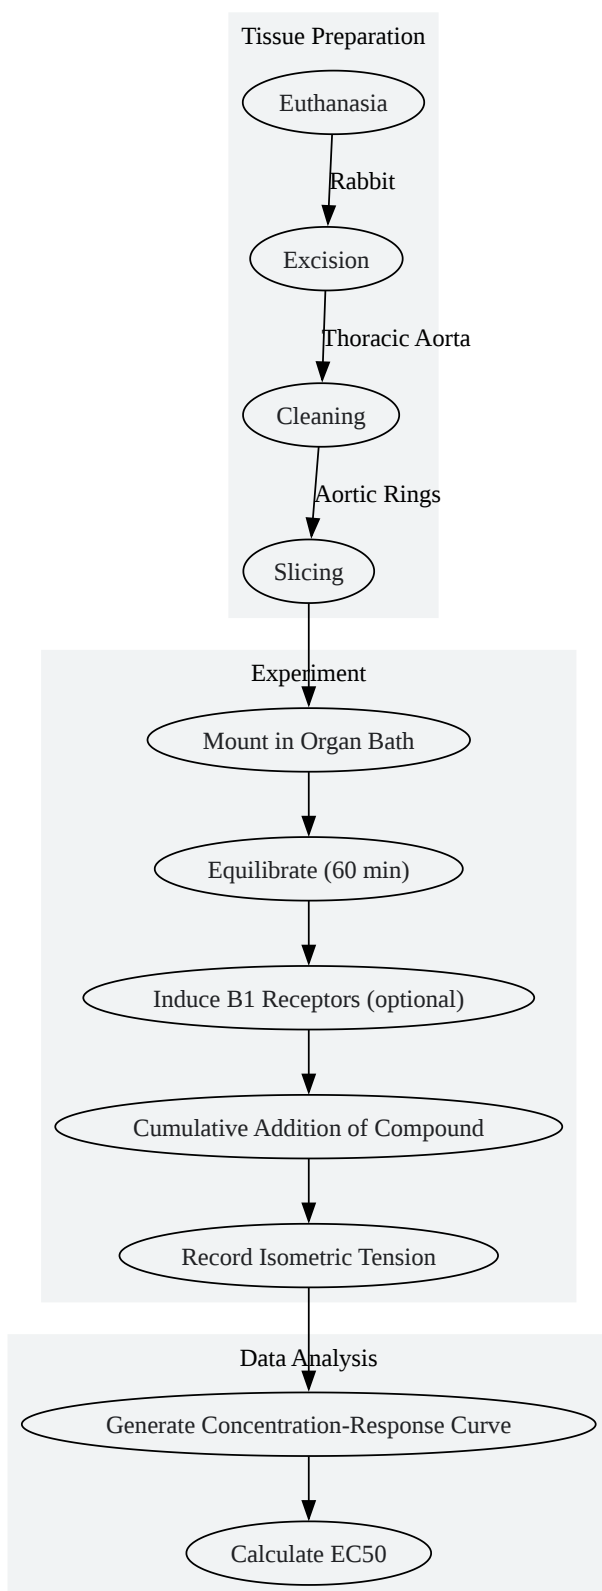 Tissue Preparation
Euthanasia
Rabbit
Excision
Thoracic Aorta
Cleaning
Aortic Rings
Slicing
Experiment
Mount in Organ Bath
Equilibrate (60 min)
Induce B1 Receptors (optional)
Cumulative Addition of Compound
Record Isometric Tension
Data Analysis
Generate Concentration-Response Curve
Calculate EC50